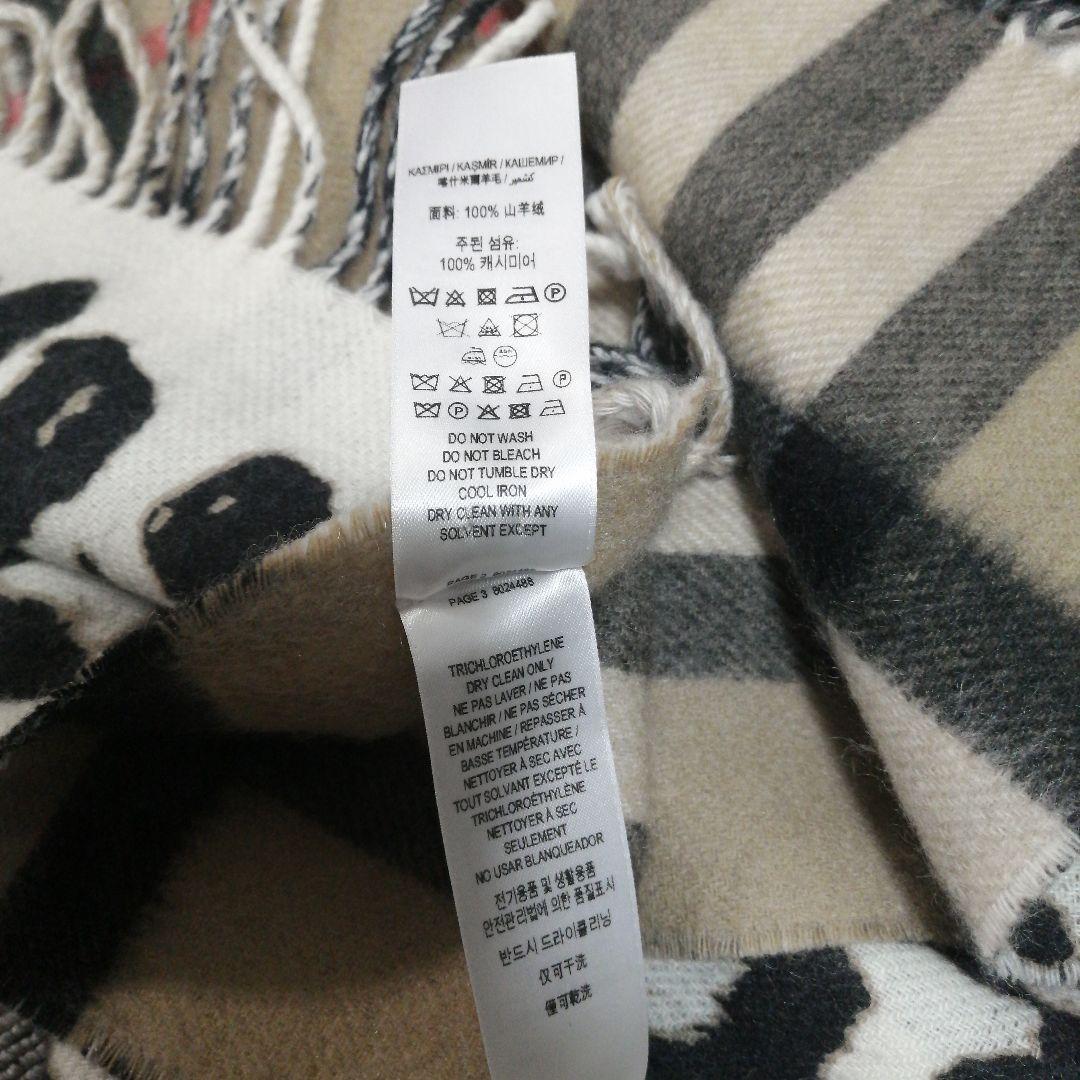 ΚΑΣΜΙΡΙ / KAŞMİR / КАШЕМИР /
喀什米爾羊毛 / كشمير
面料: 100% 山羊绒
주된 섬유:
100% 캐시미어
P
P
P
DO NOT WASH
DO NOT BLEACH
DO NOT TUMBLE DRY
COOL IRON
DRY CLEAN WITH ANY
SOLVENT EXCEPT
PAGE 3 8024488
TRICHLOROETHYLENE
DRY CLEAN ONLY
NE PAS LAVER / NE PAS
BLANCHIR / NE PAS SÉCHER
EN MACHINE / REPASSER À
BASSE TEMPÉRATURE /
NETTOYER À SEC AVEC
TOUT SOLVANT EXCEPTÉ LE
TRICHLOROÉTHYLÈNE
NETTOYER À SEC
SEULEMENT
NO USAR BLANQUEADOR
전기용품 및 생활용품
안전관리법에 의한 품질표시
반드시 드라이클리닝
仅可干洗
僅可乾洗